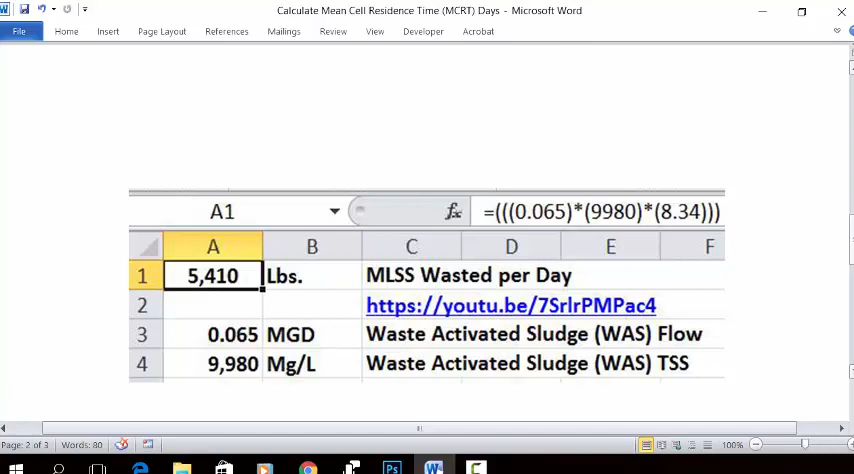 Calculate Mean Cell Residence Time (MCRT) Days - Microsoft Word
File Home Insert Page Layout References Mailings Review View Developer Acrobat
A1 fx =(((0.065)*(9980)*(8.34)))
A B C D E F
1 5,410 Lbs. MLSS Wasted per Day
2 https://youtu.be/7SrlrPMPac4
3 0.065 MGD Waste Activated Sludge (WAS) Flow
4 9,980 Mg/L Waste Activated Sludge (WAS) TSS
Page: 2 of 3 Words: 80 100%